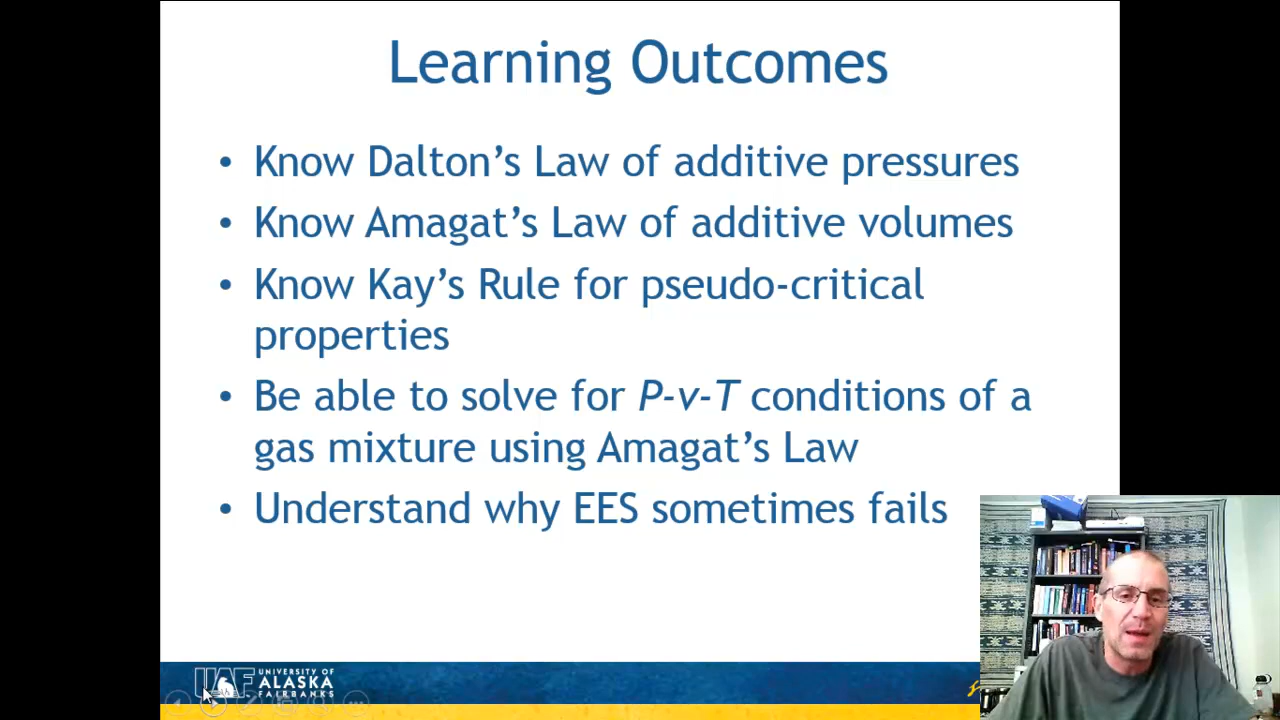 Learning Outcomes
• Know Dalton’s Law of additive pressures
• Know Amagat’s Law of additive volumes
• Know Kay’s Rule for pseudo-critical
properties
• Be able to solve for P-v-T conditions of a
gas mixture using Amagat’s Law
• Understand why EES sometimes fails
UAF
UNIVERSITY OF
ALASKA
FAIRBANKS